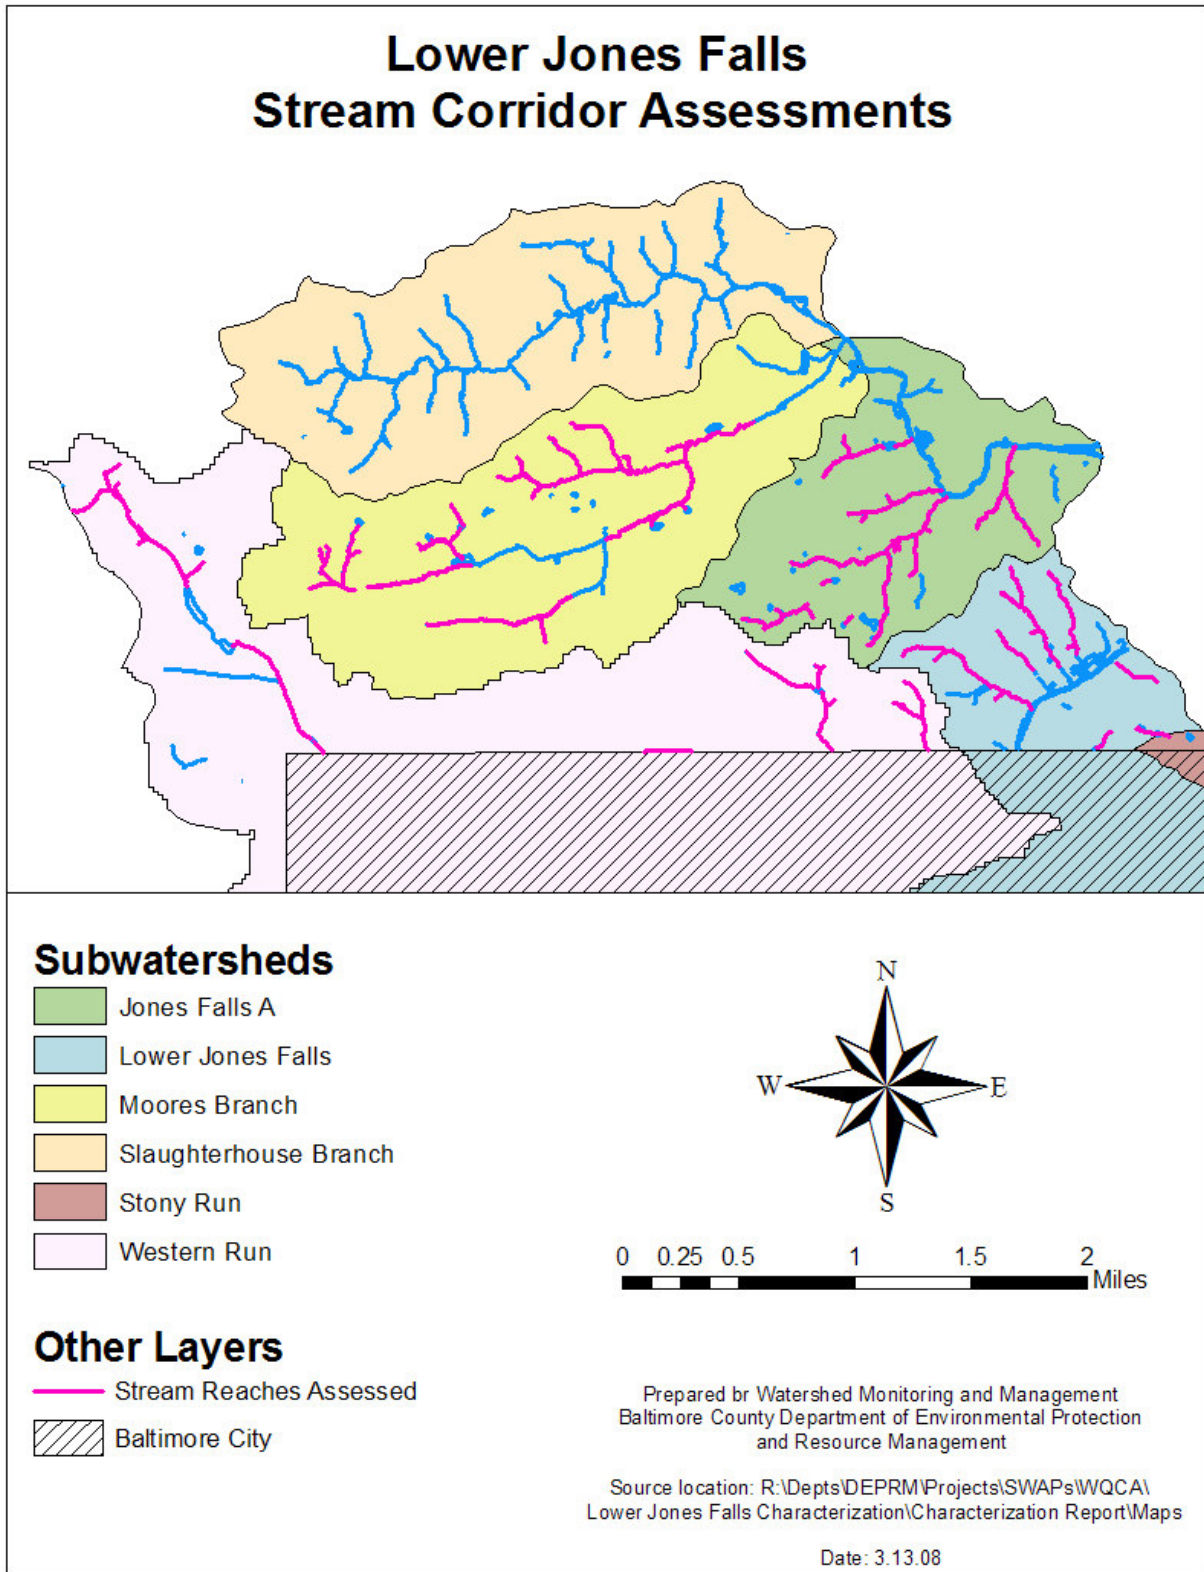 Lower Jones Falls
Stream Corridor Assessments
Subwatersheds
Jones Falls A
Lower Jones Falls
Moores Branch
Slaughterhouse Branch
Stony Run
Western Run
Other Layers
Stream Reaches Assessed
Baltimore City
N
W
E
S
0 0.25 0.5 1 1.5 2
Miles
Prepared br Watershed Monitoring and Management
Baltimore County Department of Environmental Protection
and Resource Management
Source location: R:\Depts\DEPRM\Projects\SWAPs\WQCA\
Lower Jones Falls Characterization\Characterization Report\Maps
Date: 3.13.08